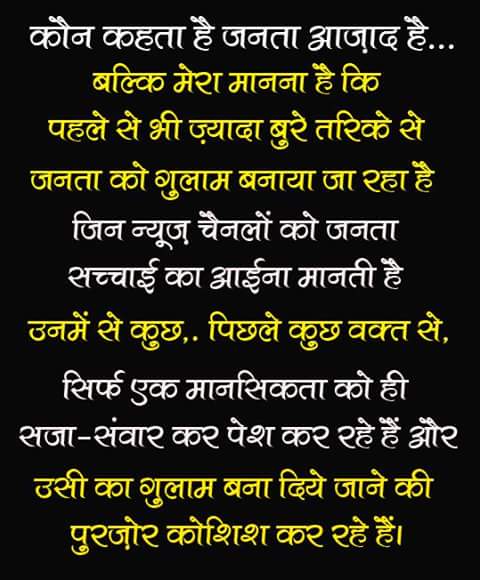 कौन कहता है जनता आज़ाद है...
बल्कि मेरा मानना है कि
पहले से भी ज़्यादा बुरे तरिके से
जनता को गुलाम बनाया जा रहा है
जिन न्यूज़ चैनलों को जनता
सच्चाई का आईना मानती है
उनमें से कुछ,. पिछले कुछ वक्त से,
सिर्फ एक मानसिकता को ही
सजा-संवार कर पेश कर रहे हैं और
उसी का गुलाम बना दिये जाने की
पुरज़ोर कोशिश कर रहे हैं।